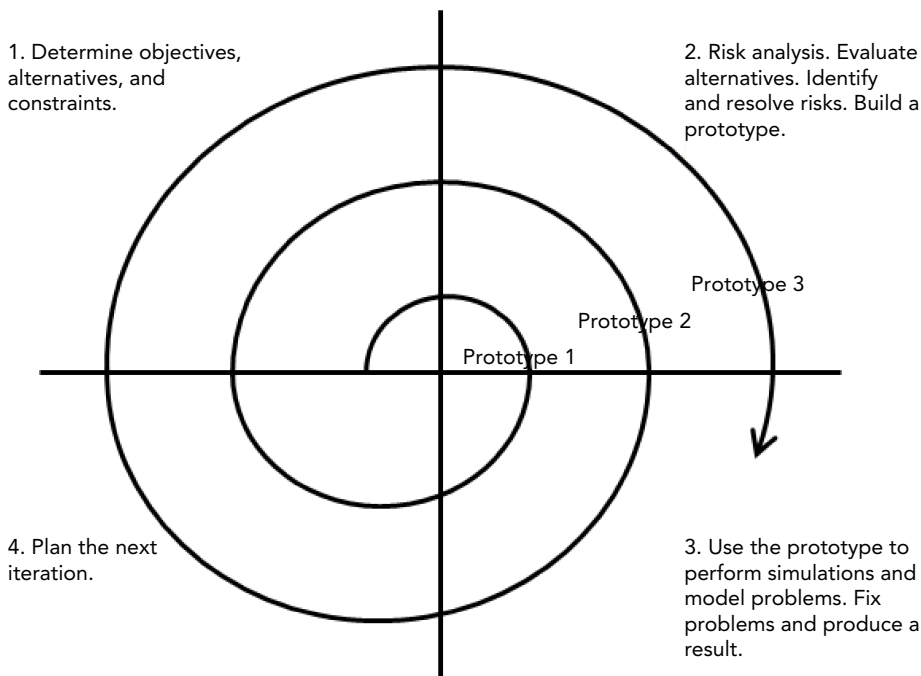 1. Determine objectives,
alternatives, and
constraints.
2. Risk analysis. Evaluate
alternatives. Identify
and resolve risks. Build a
prototype.
Prototype 3
Prototype 2
Prototype 1
4. Plan the next
iteration.
3. Use the prototype to
perform simulations and
model problems. Fix
problems and produce a
result.